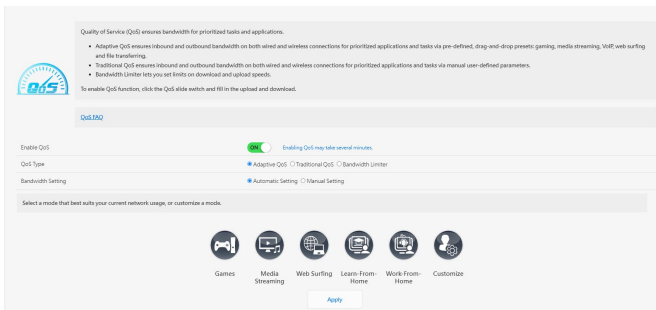 Quality of Service (QoS) ensures bandwidth for prioritized tasks and applications.
• Adaptive QoS ensures inbound and outbound bandwidth on both wired and wireless connections for prioritized applications and tasks via pre-defined, drag-and-drop presets: gaming, media streaming, VoIP, web surfing
and file transferring.
• Traditional QoS ensures inbound and outbound bandwidth on both wired and wireless connections for prioritized applications and tasks via manual user-defined parameters.
• Bandwidth Limiter lets you set limits on download and upload speeds.
QoS
To enable QoS function, click the QoS slide switch and fill in the upload and download.
QoS FAQ
Enable QoS ON Enabling QoS may take several minutes.
QoS Type Adaptive QoS Traditional QoS Bandwidth Limiter
Bandwidth Setting Automatic Setting Manual Setting
Select a mode that best suits your current network usage, or customize a mode.
Games Media Web Surfing Learn-From- Work-From- Customize
Streaming Home Home
Apply